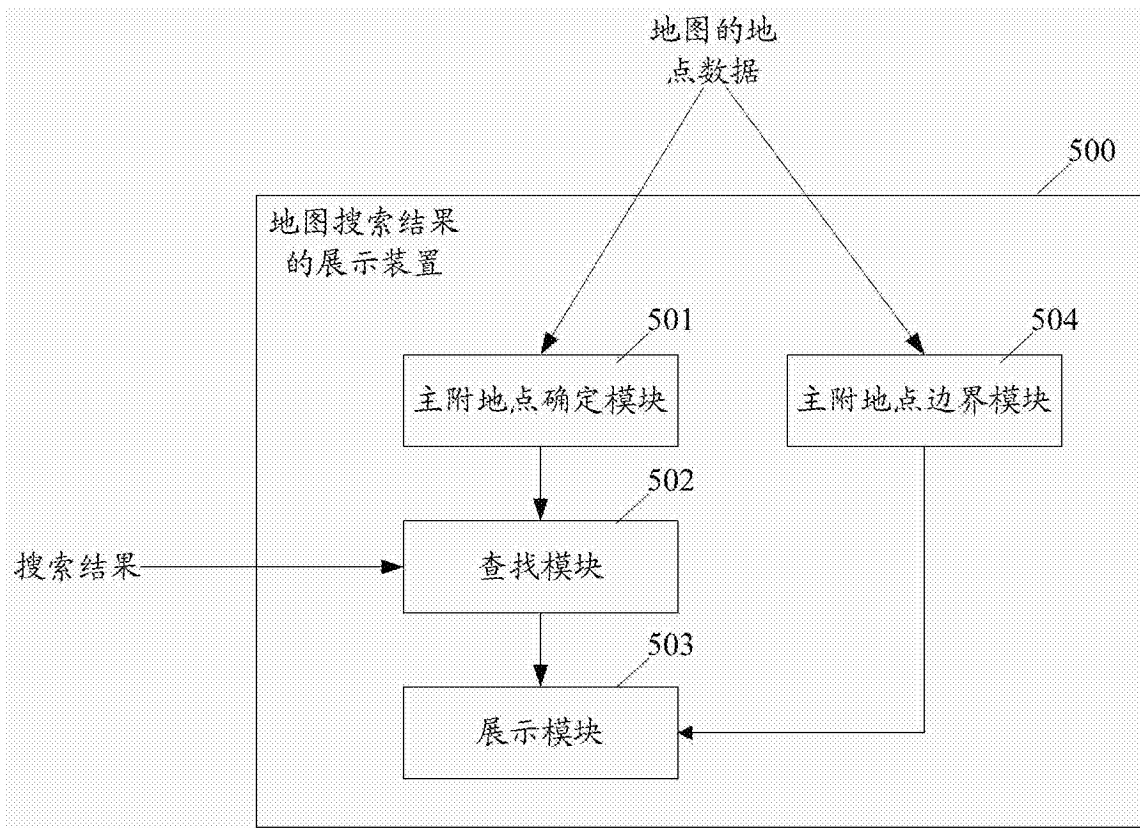 地图的地
点数据
500
地图搜索结果
的展示装置
501
504
主附地点确定模块
主附地点边界模块
502
搜索结果
查找模块
503
展示模块